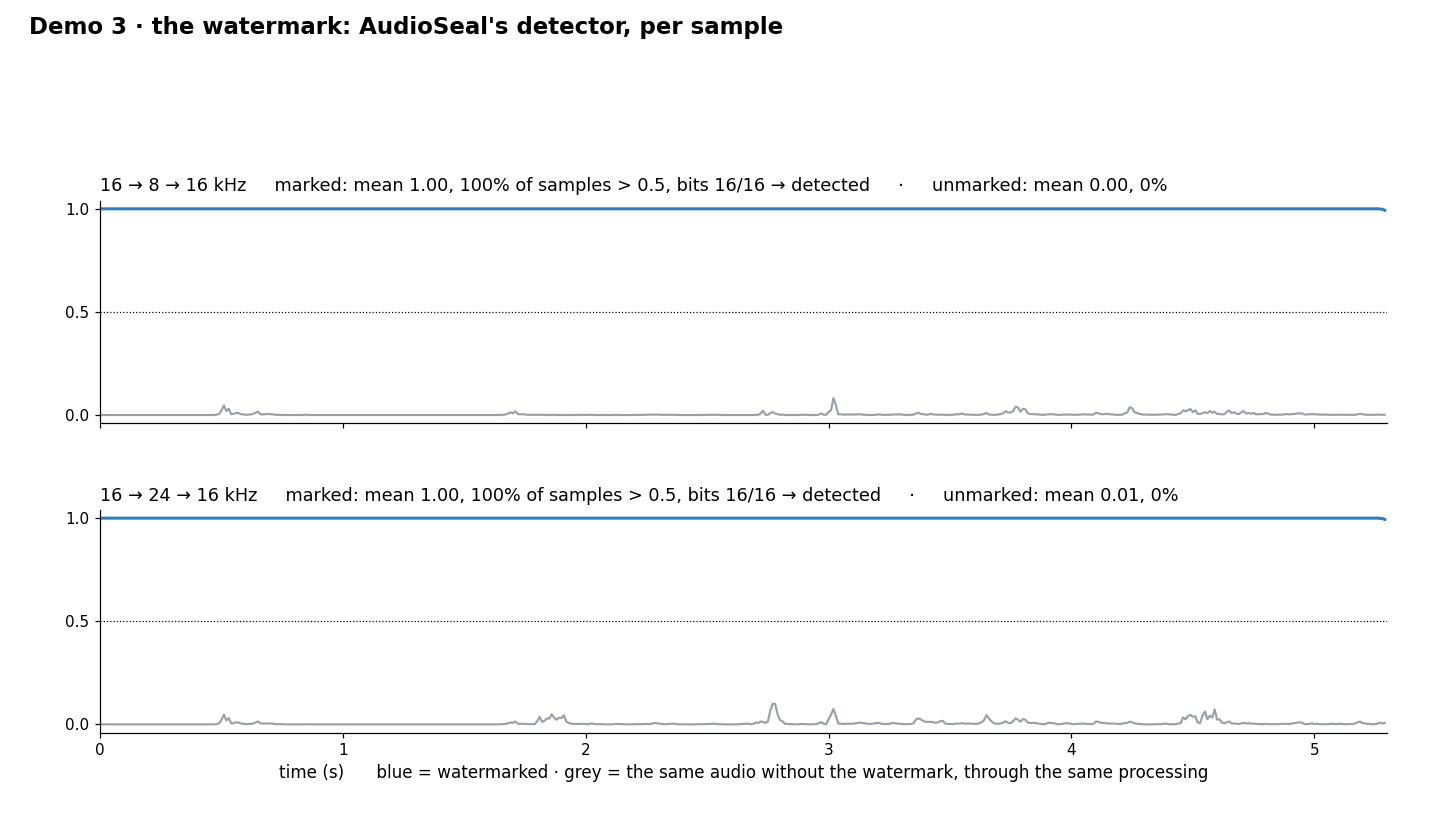 Demo 3 · the watermark: AudioSeal's detector, per sample
16 → 8 → 16 kHz marked: mean 1.00, 100% of samples > 0.5, bits 16/16 → detected · unmarked: mean 0.00, 0%
1.0
0.5
0.0
16 → 24 → 16 kHz marked: mean 1.00, 100% of samples > 0.5, bits 16/16 → detected · unmarked: mean 0.01, 0%
1.0
0.5
0.0
0 1 2 3 4 5
time (s) blue = watermarked · grey = the same audio without the watermark, through the same processing